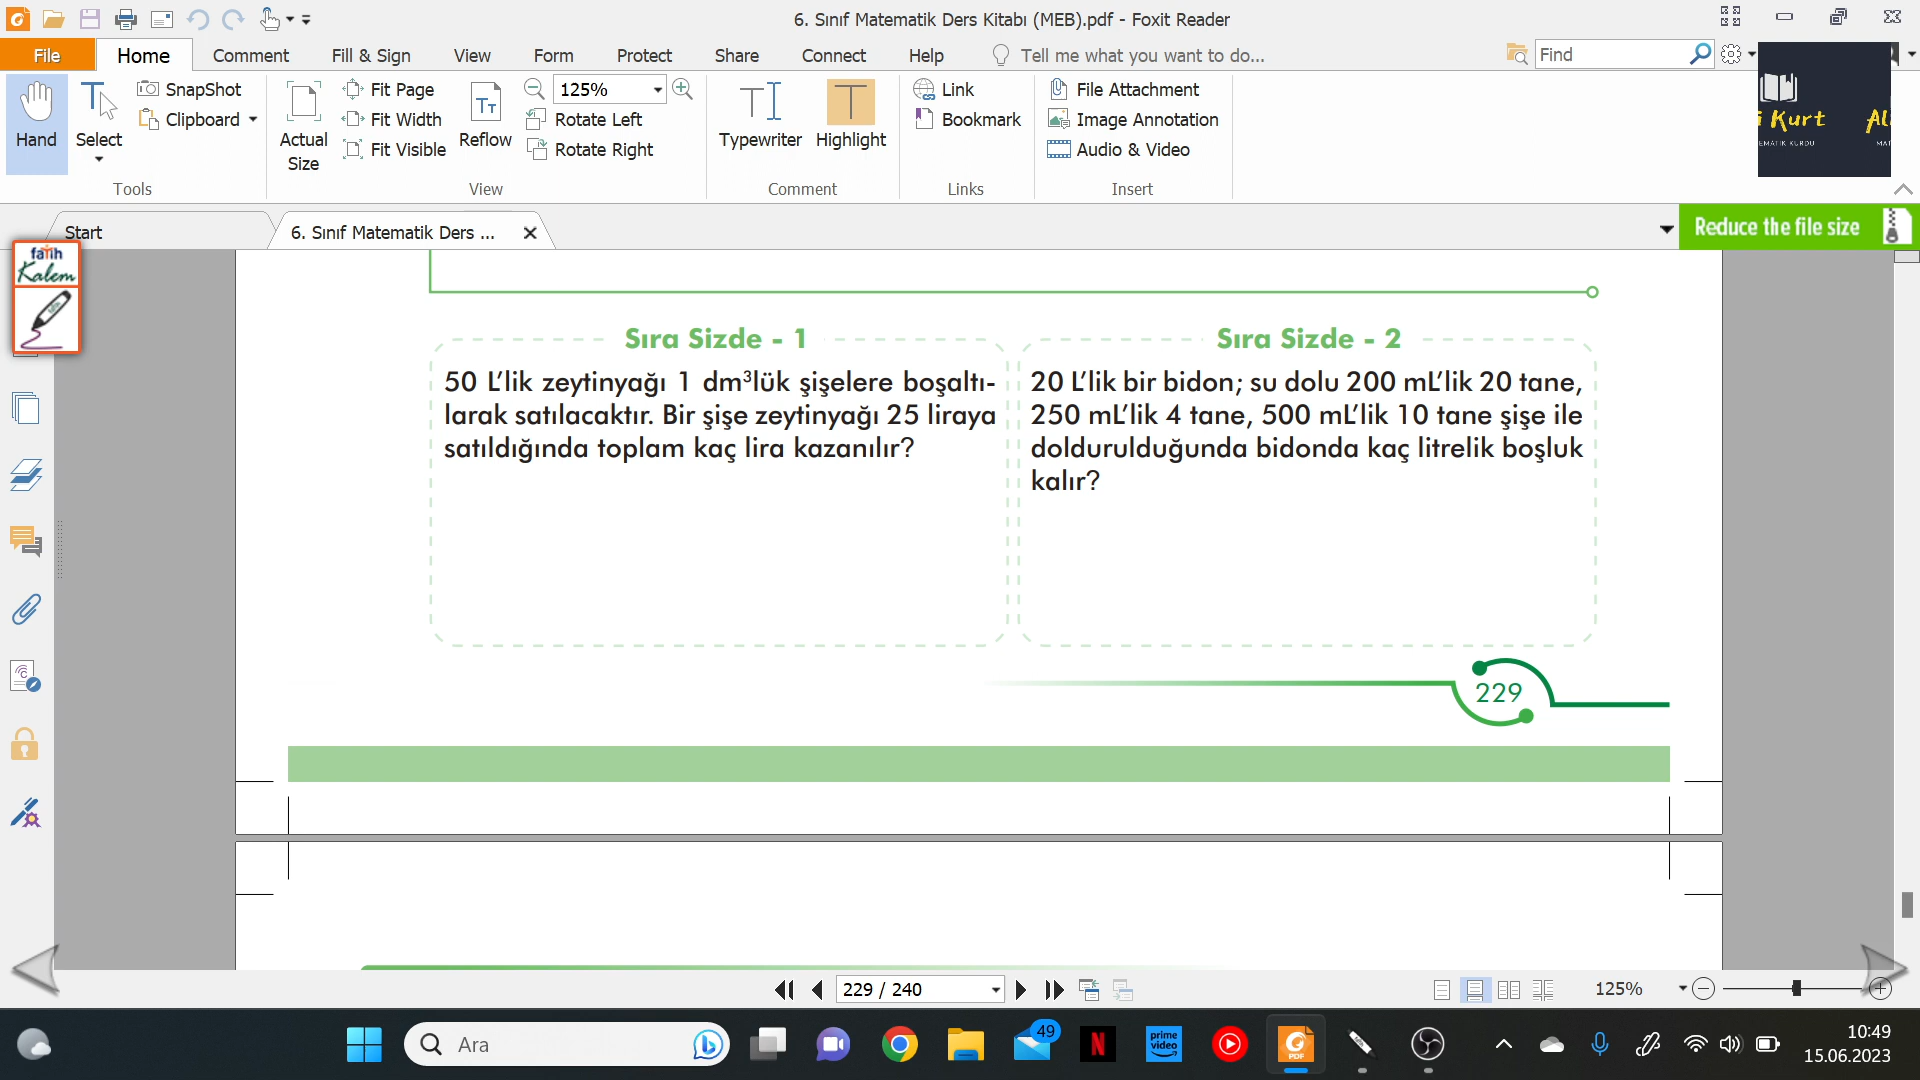 6. Sınıf Matematik Ders Kitabı (MEB).pdf - Foxit Reader
File
Home
Comment
Fill & Sign
View
Form
Protect
Share
Connect
Help
Tell me what you want to do...
Find
Hand
Select
SnapShot
Clipboard
Tools
Actual
Size
Fit Page
Fit Width
Fit Visible
Reflow
125%
Rotate Left
Rotate Right
View
Typewriter
Highlight
Comment
Link
Bookmark
Links
File Attachment
Image Annotation
Audio & Video
Insert
Kurt
Start
6. Sınıf Matematik Ders ...
Reduce the file size
fatih
Kalem
Sıra Sizde - 1
50 L'lik zeytinyağı 1 dm³lük şişelere boşaltı-
larak satılacaktır. Bir şişe zeytinyağı 25 liraya
satıldığında toplam kaç lira kazanılır?
Sıra Sizde - 2
20 L'lik bir bidon; su dolu 200 mL'lik 20 tane,
250 mL'lik 4 tane, 500 mL'lik 10 tane şişe ile
doldurulduğunda bidonda kaç litrelik boşluk
kalır?
229
229 / 240
125%
Ara
49
prime
video
PDF
10:49
15.06.2023